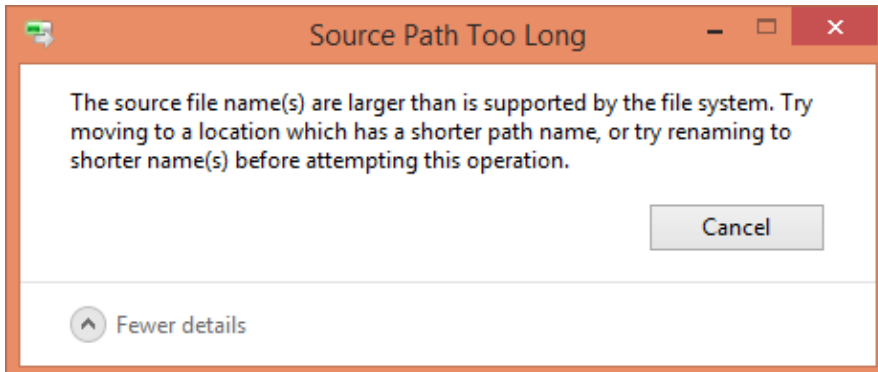 Source Path Too Long
The source file name(s) are larger than is supported by the file system. Try
moving to a location which has a shorter path name, or try renaming to
shorter name(s) before attempting this operation.
Cancel
Fewer details